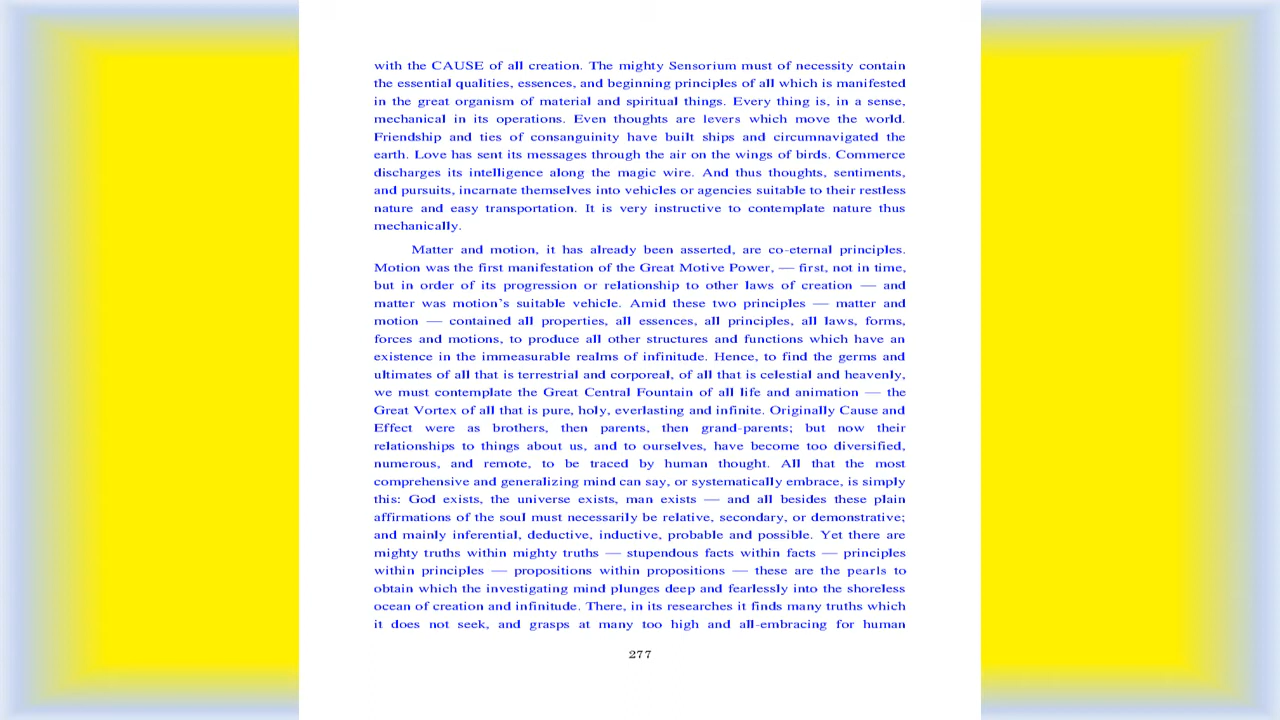 with the CAUSE of all creation. The mighty Sensorium must of necessity contain
the essential qualities, essences, and beginning principles of all which is manifested
in the great organism of material and spiritual things. Every thing is, in a sense,
mechanical in its operations. Even thoughts are levers which move the world.
Friendship and ties of consanguinity have built ships and circumnavigated the
earth. Love has sent its messages through the air on the wings of birds. Commerce
discharges its intelligence along the magic wire. And thus thoughts, sentiments,
and pursuits, incarnate themselves into vehicles or agencies suitable to their restless
nature and easy transportation. It is very instructive to contemplate nature thus
mechanically.
Matter and motion, it has already been asserted, are co-eternal principles.
Motion was the first manifestation of the Great Motive Power, — first, not in time,
but in order of its progression or relationship to other laws of creation — and
matter was motion's suitable vehicle. Amid these two principles — matter and
motion — contained all properties, all essences, all principles, all laws, forms,
forces and motions, to produce all other structures and functions which have an
existence in the immeasurable realms of infinitude. Hence, to find the germs and
ultimates of all that is terrestrial and corporeal, of all that is celestial and heavenly,
we must contemplate the Great Central Fountain of all life and animation — the
Great Vortex of all that is pure, holy, everlasting and infinite. Originally Cause and
Effect were as brothers, then parents, then grand-parents; but now their
relationships to things about us, and to ourselves, have become too diversified,
numerous, and remote, to be traced by human thought. All that the most
comprehensive and generalizing mind can say, or systematically embrace, is simply
this: God exists, the universe exists, man exists — and all besides these plain
affirmations of the soul must necessarily be relative, secondary, or demonstrative;
and mainly inferential, deductive, inductive, probable and possible. Yet there are
mighty truths within mighty truths — stupendous facts within facts — principles
within principles — propositions within propositions — these are the pearls to
obtain which the investigating mind plunges deep and fearlessly into the shoreless
ocean of creation and infinitude. There, in its researches it finds many truths which
it does not seek, and grasps at many too high and all-embracing for human
277